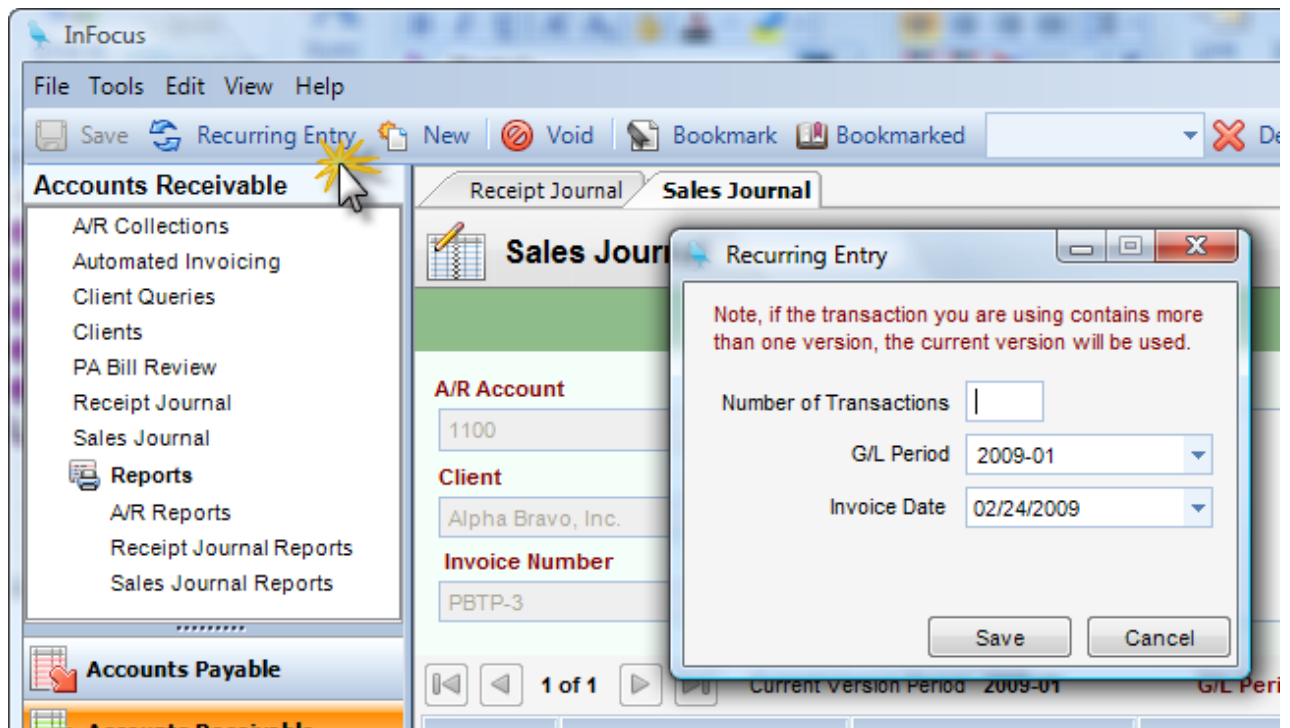 InFocus
File Tools Edit View Help
Save Recurring Entry New Void Bookmark Bookmarked De
Accounts Receivable
A/R Collections
Automated Invoicing
Client Queries
Clients
PA Bill Review
Receipt Journal
Sales Journal
Reports
A/R Reports
Receipt Journal Reports
Sales Journal Reports
Accounts Payable
Accounts Receivable
Receipt Journal Sales Journal
Sales Journ
A/R Account
1100
Client
Alpha Bravo, Inc.
Invoice Number
PBTP-3
1 of 1 Current Version Period 2009-01 G/L Peri
Recurring Entry
Note, if the transaction you are using contains more
than one version, the current version will be used.
Number of Transactions
G/L Period 2009-01
Invoice Date 02/24/2009
Save Cancel